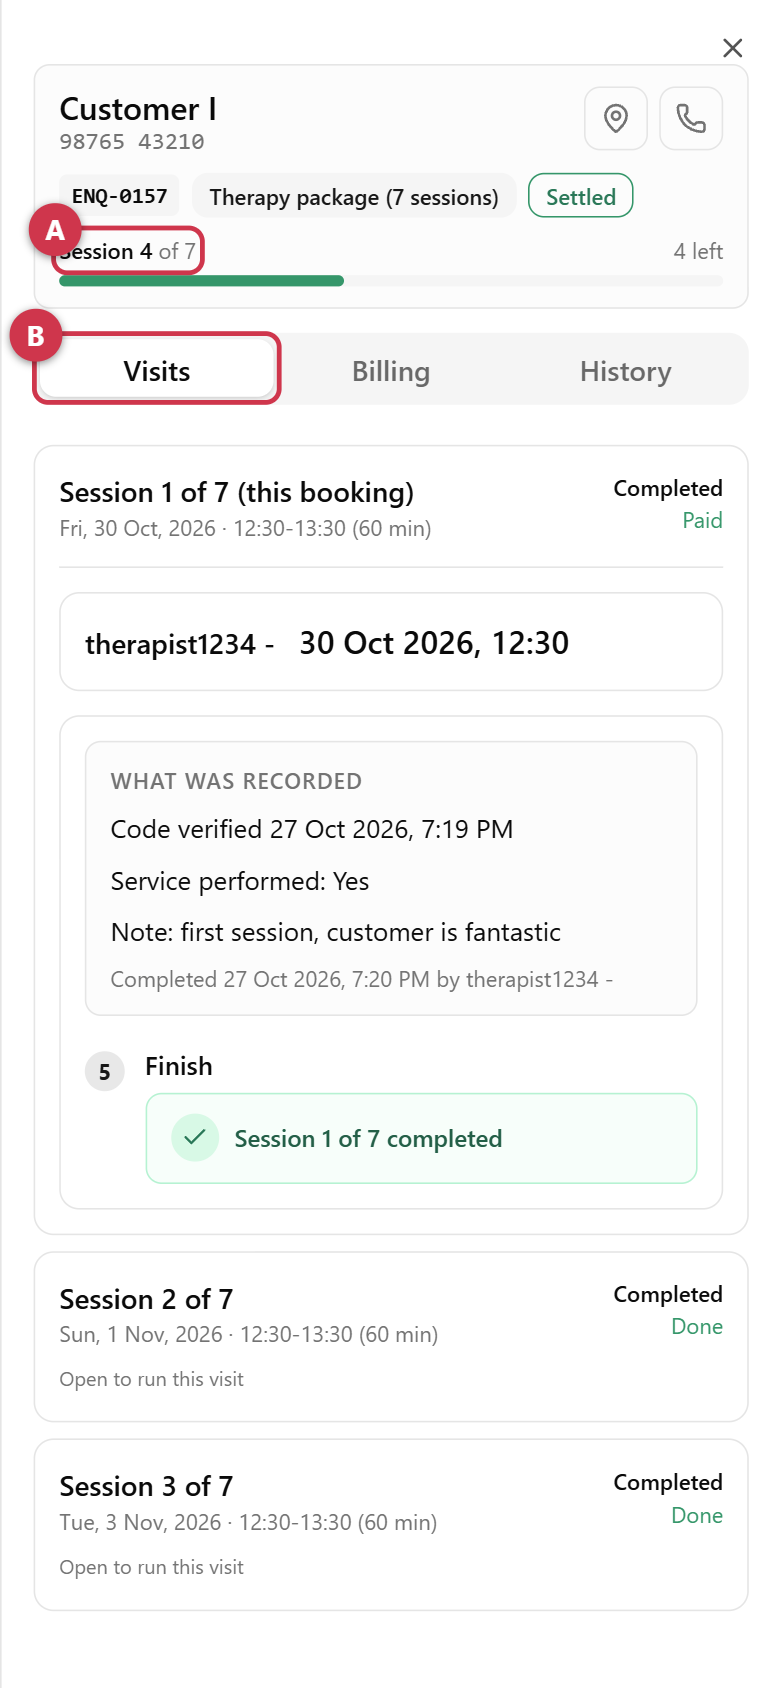 Customer I
98765 43210
ENQ-0157 Therapy package (7 sessions) Settled
A
Session 4 of 7 4 left
B
Visits Billing History
Session 1 of 7 (this booking) Completed
Fri, 30 Oct, 2026 · 12:30-13:30 (60 min) Paid
therapist1234 - 30 Oct 2026, 12:30
WHAT WAS RECORDED
Code verified 27 Oct 2026, 7:19 PM
Service performed: Yes
Note: first session, customer is fantastic
Completed 27 Oct 2026, 7:20 PM by therapist1234 -
5 Finish
Session 1 of 7 completed
Session 2 of 7 Completed
Sun, 1 Nov, 2026 · 12:30-13:30 (60 min) Done
Open to run this visit
Session 3 of 7 Completed
Tue, 3 Nov, 2026 · 12:30-13:30 (60 min) Done
Open to run this visit